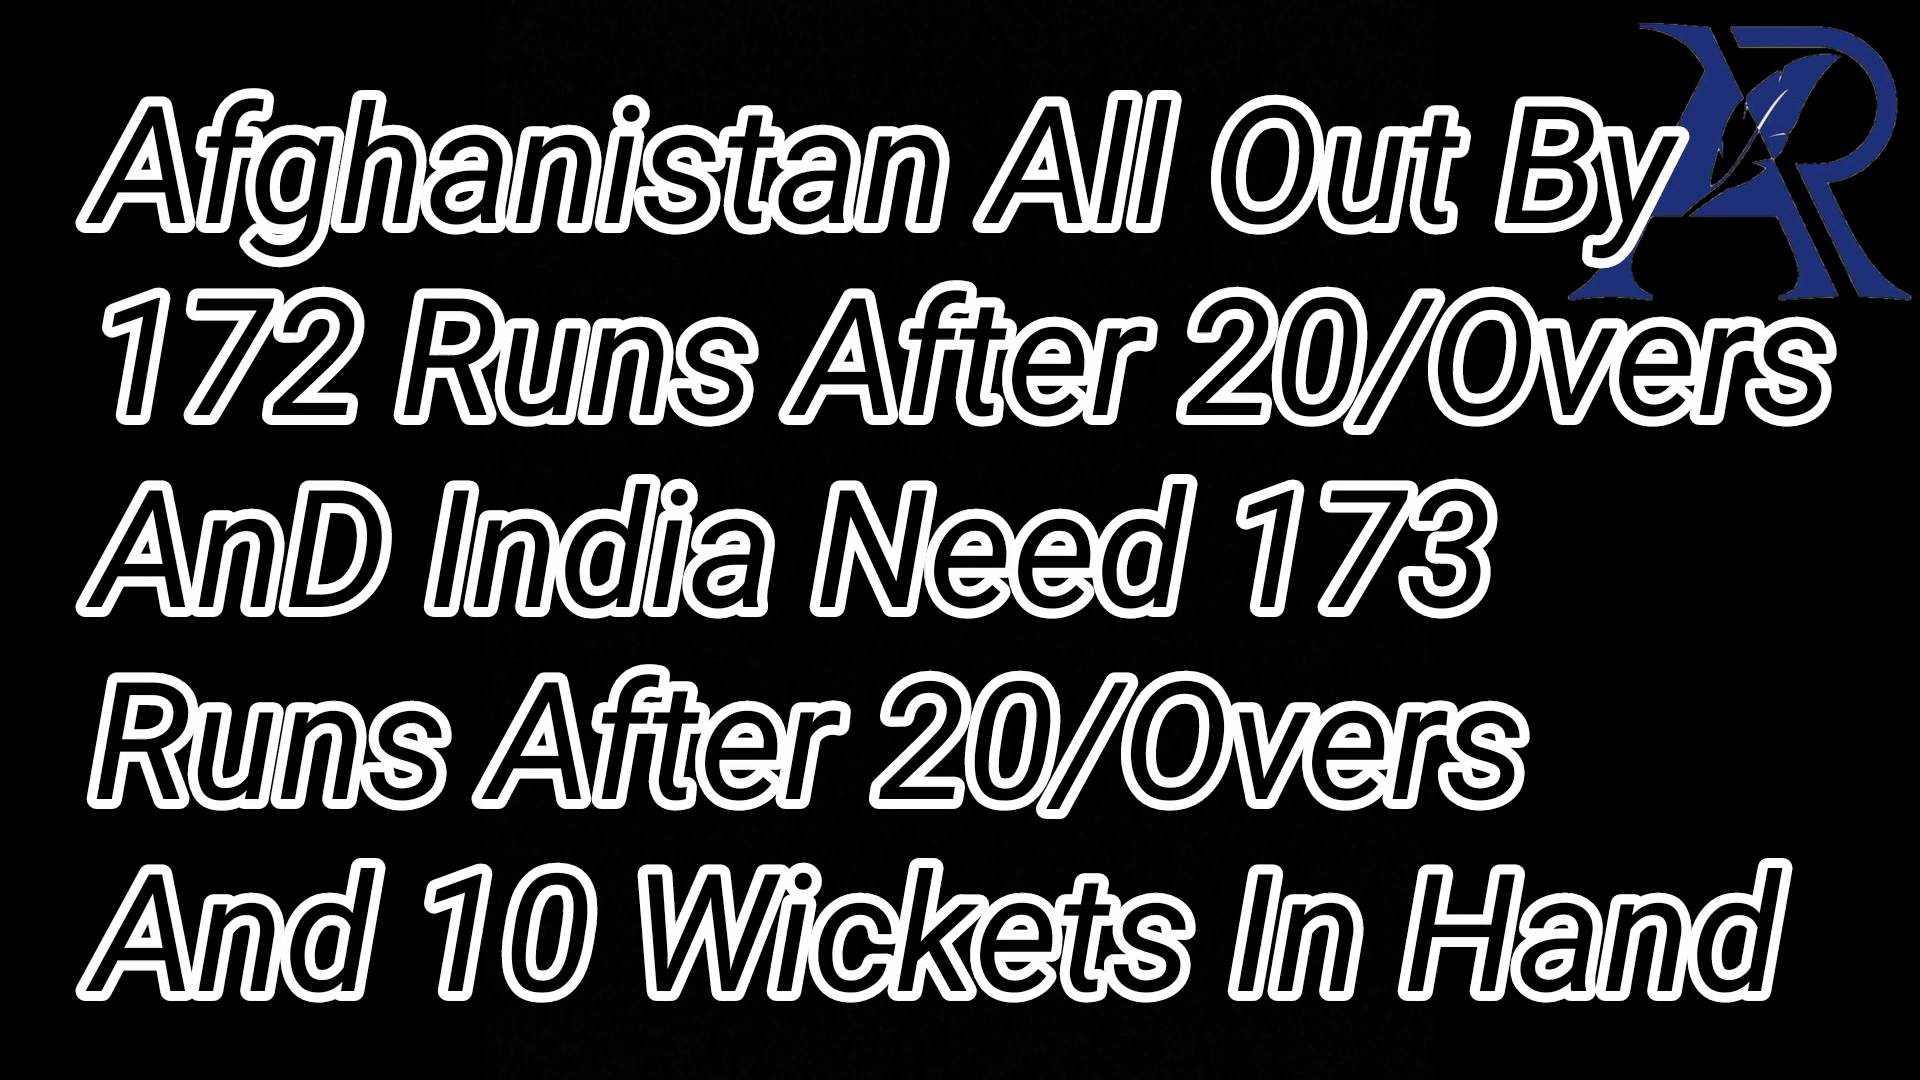 Afghanistan All Out By
172 Runs After 20/Overs
AnD India Need 173
Runs After 20/Overs
And 10 Wickets In Hand
AR